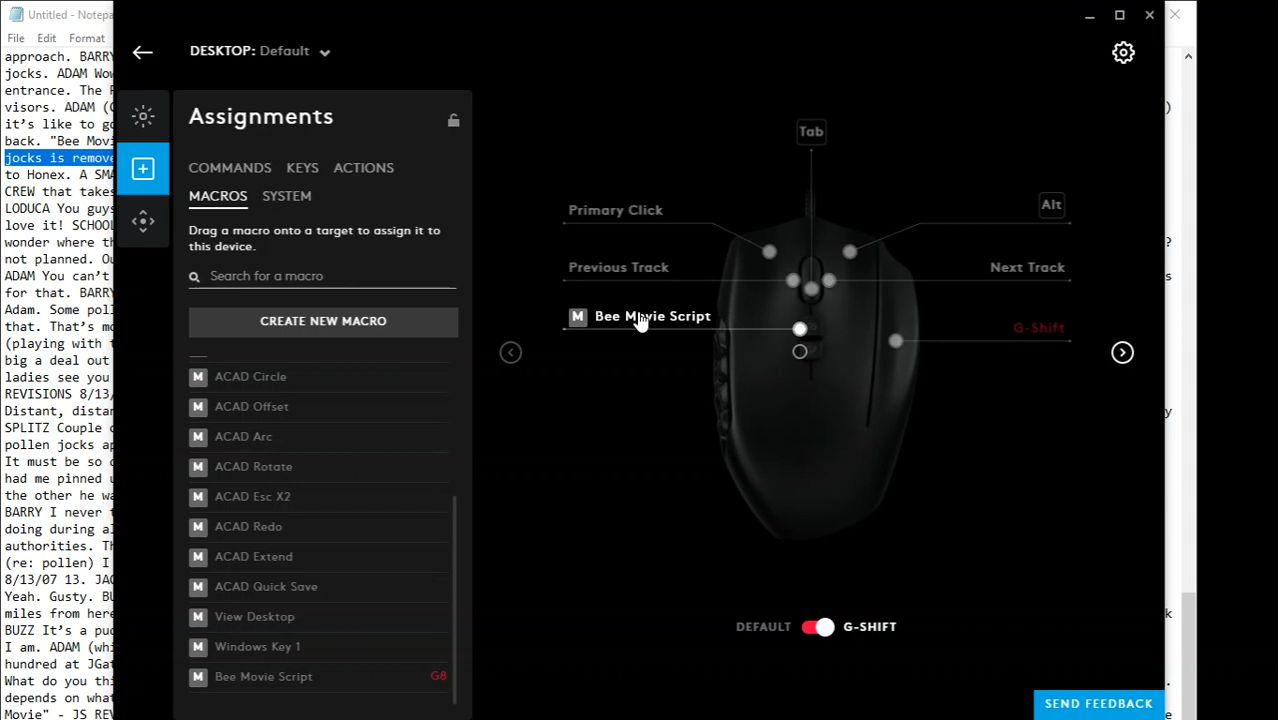 Untitled - Notepa
File Edit Format
DESKTOP: Default
approach. BARRY
jocks. ADAM Wow
entrance. The P
visors. ADAM (C
it's like to go
back. "Bee Movi
jocks is remove
to Honex. A SMA
CREW that takes
LODUCA You guys
love it! SCHOOL
wonder where th
not planned. Ou
ADAM You can't
for that. BARRY
Adam. Some poll
that. That's mo
(playing with t
big a deal out
ladies see you
REVISIONS 8/13/
Distant, distan
SPLITZ Couple o
pollen jocks ap
It must be so d
had me pinned u
the other he wa
BARRY I never t
doing during al
authorities. Th
(re: pollen) I
8/13/07 13. JAC
Yeah. Gusty. BU
miles from here
BUZZ It's a pud
I am. ADAM (whi
hundred at JGat
What do you thi
depends on what
Movie" - JS REV
Assignments
COMMANDS KEYS ACTIONS
MACROS SYSTEM
Drag a macro onto a target to assign it to
this device.
Search for a macro
CREATE NEW MACRO
M ACAD Circle
M ACAD Offset
M ACAD Arc
M ACAD Rotate
M ACAD Esc X2
M ACAD Redo
M ACAD Extend
M ACAD Quick Save
M View Desktop
M Windows Key 1
M Bee Movie Script G8
Tab
Primary Click
Alt
Previous Track
Next Track
M Bee Movie Script
G-Shift
DEFAULT G-SHIFT
SEND FEEDBACK